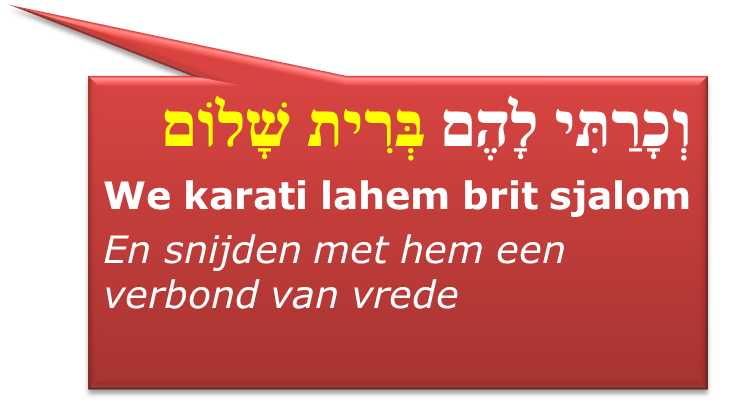 וְכָרַתִּי לָהֶם בְּרִית שָׁלוֹם
We karati lahem brit sjalom
En snijden met hem een
verbond van vrede